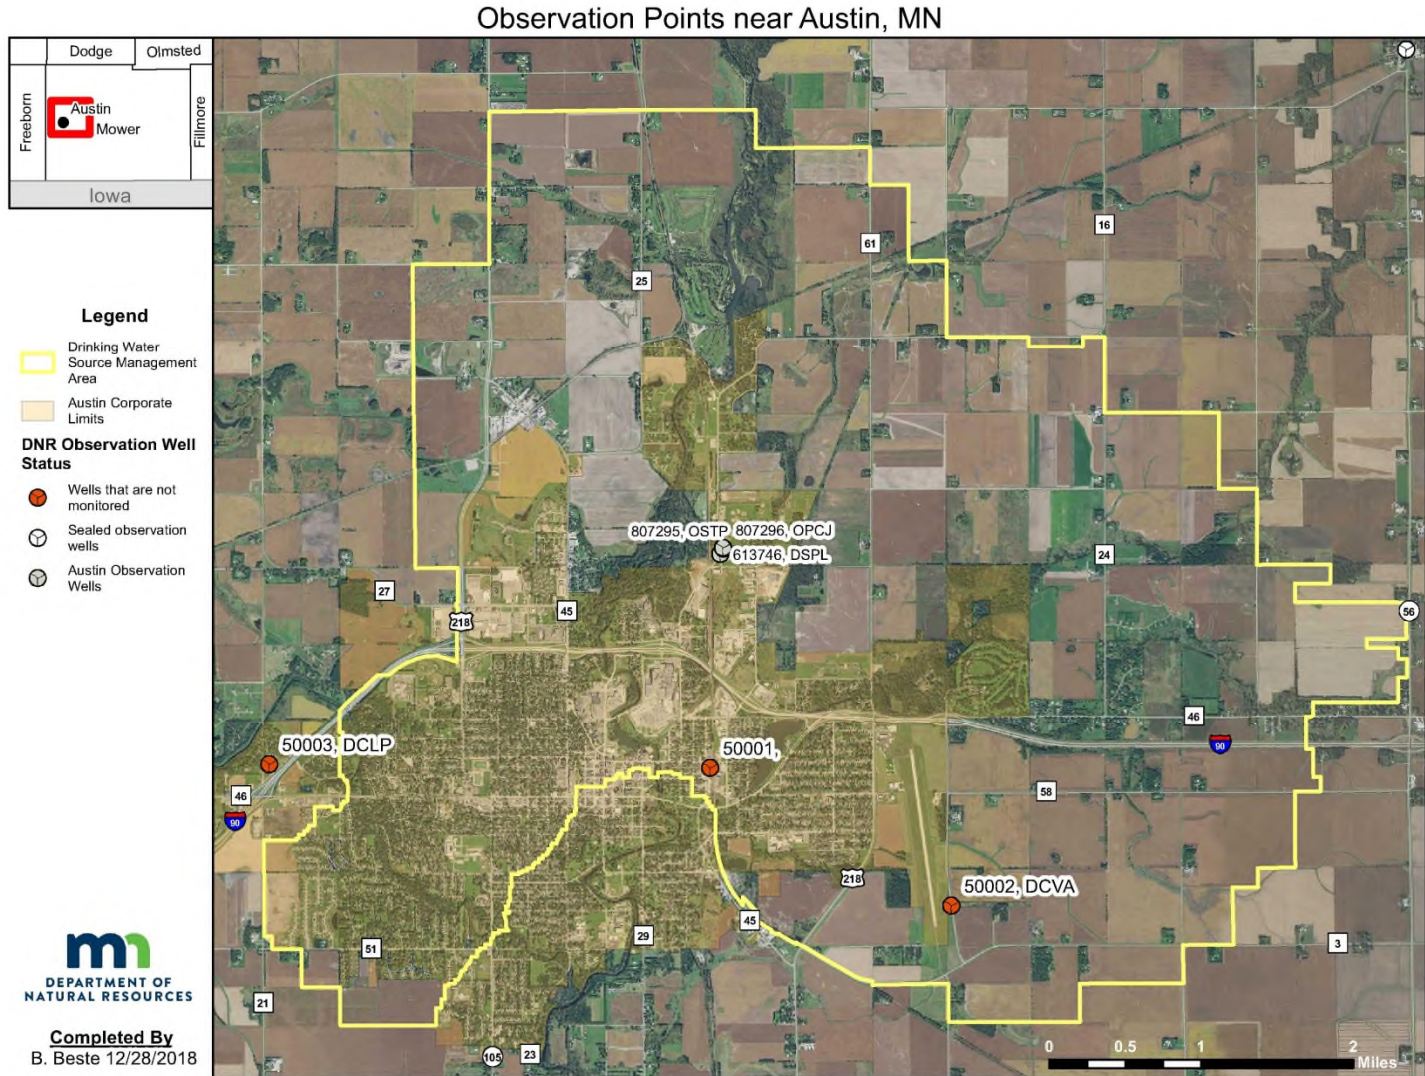 Observation Points near Austin, MN
Dodge
Olmsted
Freeborn
Austin
Mower
Fillmore
Iowa
Legend
Drinking Water
Source Management
Area
Austin Corporate
Limits
DNR Observation Well
Status
Wells that are not
monitored
Sealed observation
wells
Austin Observation
Wells
DEPARTMENT OF
NATURAL RESOURCES
Completed By
B. Beste 12/28/2018
16
61
25
807295, OSTP
807296, OPCJ
613746, DSPL
24
27
45
218
56
46
90
50003, DCLP
50001,
46
90
58
218
50002, DCVA
45
29
51
3
21
105
23
0
0.5
1
2
Miles